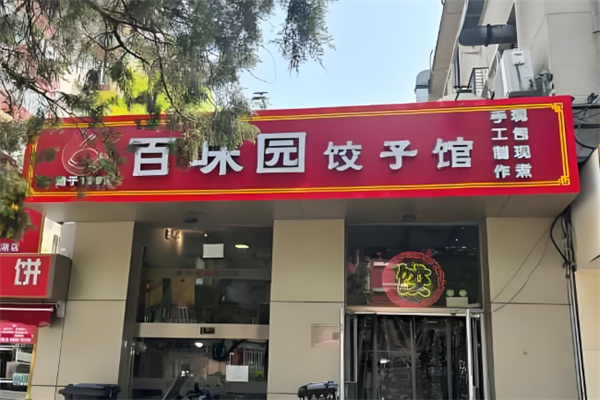 百味园饺子馆
手工制作
现包现煮
饺
饼